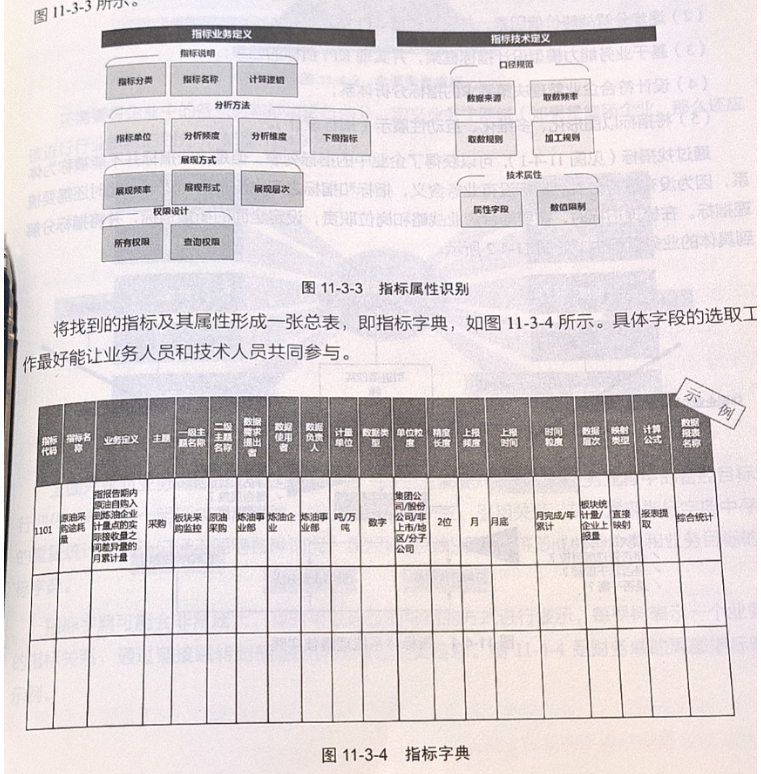 图 11-3-3 所示。
指标业务定义
指标说明
指标分类 指标名称 计算逻辑
分析方法
指标单位 分析频度 分析维度 下级指标
展现方式
展现频率 展现形式 展现层次
权限设计
所有权限 查边权限
指标技术定义
口径规范
数据来源 取数频率
取数规则 加工规则
技术属性
属性字段 数值限制
图 11-3-3 指标属性识别
将找到的指标及其属性形成一张总表，即指标字典，如图 11-3-4 所示。具体字段的选取工
作最好能让业务人员和技术人员共同参与。
示例
指标代码 指标名称 业务定义 主题 一级主题名称 二级主题名称 数据需求提出者 数据使用者 数据负责人 计量单位 数据类型 单位粒度 精度长度 上报频度 上报时间 时间粒度 数据层次 映射类型 计算公式 数据报表名称
1101 原油采购途耗量 指报告期内原油自购入到炼油企业计量点的实际接收量之间差异量的月累计量 采购 板块采购监控 原油采购 炼油事业部 炼油企业 炼油事业部 吨/万吨 数字 集团公司/股份公司/非上市/地区/分子公司 2位 月 月底 月完成/年累计 板块统计量/企业上报量 直接映射 报表提取 综合统计
图 11-3-4 指标字典